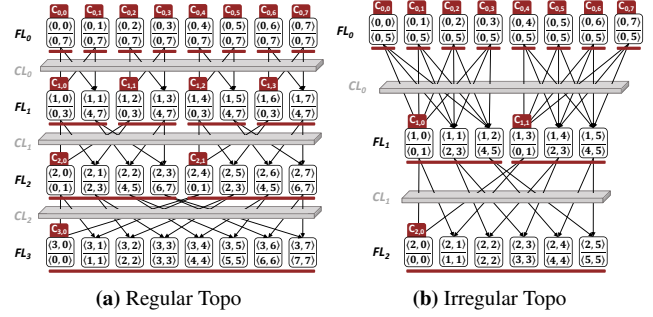 C0,0 C0,1 C0,2 C0,3 C0,4 C0,5 C0,6 C0,7
FL0 ⟨0, 0⟩ ⟨0, 1⟩ ⟨0, 2⟩ ⟨0, 3⟩ ⟨0, 4⟩ ⟨0, 5⟩ ⟨0, 6⟩ ⟨0, 7⟩
⟨0, 7⟩ ⟨0, 7⟩ ⟨0, 7⟩ ⟨0, 7⟩ ⟨0, 7⟩ ⟨0, 7⟩ ⟨0, 7⟩ ⟨0, 7⟩
CL0
C1,0 C1,1 C1,2 C1,3
FL1 ⟨1, 0⟩ ⟨1, 1⟩ ⟨1, 2⟩ ⟨1, 3⟩ ⟨1, 4⟩ ⟨1, 5⟩ ⟨1, 6⟩ ⟨1, 7⟩
⟨0, 3⟩ ⟨4, 7⟩ ⟨0, 3⟩ ⟨4, 7⟩ ⟨0, 3⟩ ⟨4, 7⟩ ⟨0, 3⟩ ⟨4, 7⟩
CL1
C2,0 C2,1
FL2 ⟨2, 0⟩ ⟨2, 1⟩ ⟨2, 2⟩ ⟨2, 3⟩ ⟨2, 4⟩ ⟨2, 5⟩ ⟨2, 6⟩ ⟨2, 7⟩
⟨0, 1⟩ ⟨2, 3⟩ ⟨4, 5⟩ ⟨6, 7⟩ ⟨0, 1⟩ ⟨2, 3⟩ ⟨4, 5⟩ ⟨6, 7⟩
CL2
C3,0
FL3 ⟨3, 0⟩ ⟨3, 1⟩ ⟨3, 2⟩ ⟨3, 3⟩ ⟨3, 4⟩ ⟨3, 5⟩ ⟨3, 6⟩ ⟨3, 7⟩
⟨0, 0⟩ ⟨1, 1⟩ ⟨2, 2⟩ ⟨3, 3⟩ ⟨4, 4⟩ ⟨5, 5⟩ ⟨6, 6⟩ ⟨7, 7⟩
(a) Regular Topo
C0,0 C0,1 C0,2 C0,3 C0,4 C0,5 C0,6 C0,7
FL0 ⟨0, 0⟩ ⟨0, 1⟩ ⟨0, 2⟩ ⟨0, 3⟩ ⟨0, 4⟩ ⟨0, 5⟩ ⟨0, 6⟩ ⟨0, 7⟩
⟨0, 5⟩ ⟨0, 5⟩ ⟨0, 5⟩ ⟨0, 5⟩ ⟨0, 5⟩ ⟨0, 5⟩ ⟨0, 5⟩ ⟨0, 5⟩
CL0
C1,0 C1,1
FL1 ⟨1, 0⟩ ⟨1, 1⟩ ⟨1, 2⟩ ⟨1, 3⟩ ⟨1, 4⟩ ⟨1, 5⟩
⟨0, 1⟩ ⟨2, 3⟩ ⟨4, 5⟩ ⟨0, 1⟩ ⟨2, 3⟩ ⟨4, 5⟩
CL1
C2,0
FL2 ⟨2, 0⟩ ⟨2, 1⟩ ⟨2, 2⟩ ⟨2, 3⟩ ⟨2, 4⟩ ⟨2, 5⟩
⟨0, 0⟩ ⟨1, 1⟩ ⟨2, 2⟩ ⟨3, 3⟩ ⟨4, 4⟩ ⟨5, 5⟩
(b) Irregular Topo